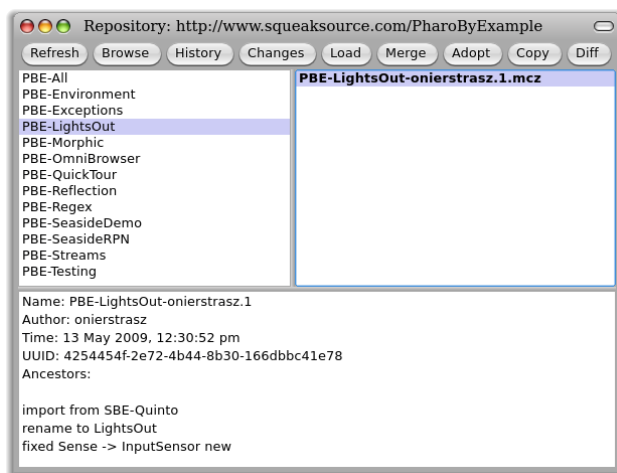 Repository: http://www.squeaksource.com/PharoByExample
Refresh Browse History Changes Load Merge Adopt Copy Diff
PBE-All
PBE-Environment
PBE-Exceptions
PBE-LightsOut
PBE-Morphic
PBE-OmniBrowser
PBE-QuickTour
PBE-Reflection
PBE-Regex
PBE-SeasideDemo
PBE-SeasideRPN
PBE-Streams
PBE-Testing
PBE-LightsOut-onierstrasz.1.mcz
Name: PBE-LightsOut-onierstrasz.1
Author: onierstrasz
Time: 13 May 2009, 12:30:52 pm
UUID: 4254454f-2e72-4b44-8b30-166dbbc41e78
Ancestors:
import from SBE-Quinto
rename to LightsOut
fixed Sense -> InputSensor new